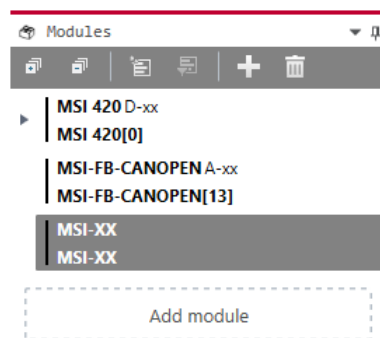 Modules
MSI 420 D-xx
MSI 420[0]
MSI-FB-CANOPEN A-xx
MSI-FB-CANOPEN[13]
MSI-XX
MSI-XX
Add module